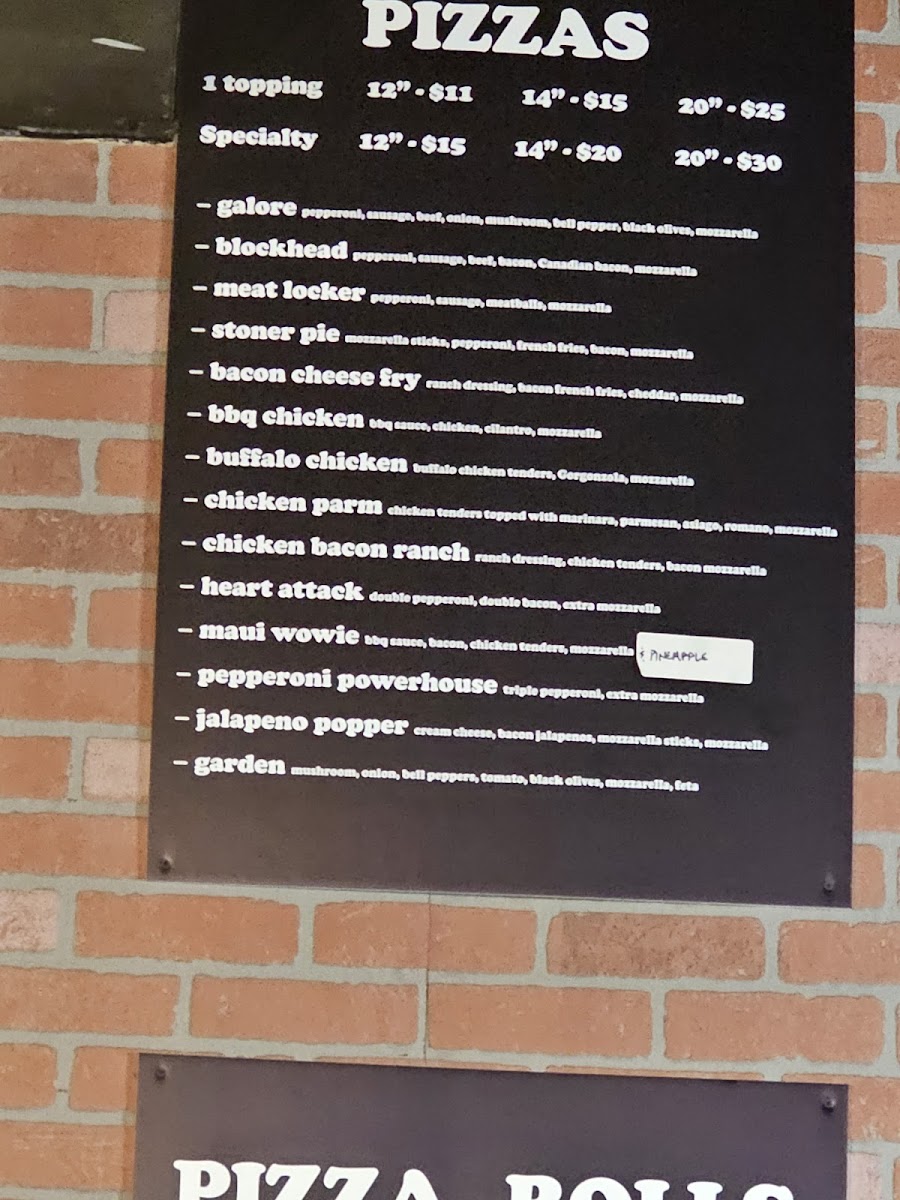 PIZZAS
1 topping 12” - $11 14” - $15 20” - $25
Specialty 12” - $15 14” - $20 20” - $30
– galore pepperoni, sausage, beef, onion, mushroom, bell pepper, black olives, mozzarella
– blockhead pepperoni, sausage, beef, bacon, Canadian bacon, mozzarella
– meat locker pepperoni, sausage, meatballs, mozzarella
– stoner pie mozzarella sticks, pepperoni, french fries, bacon, mozzarella
– bacon cheese fry ranch dressing, bacon french fries, cheddar, mozzarella
– bbq chicken bbq sauce, chicken, cilantro, mozzarella
– buffalo chicken buffalo chicken tenders, Gorgonzola, mozzarella
– chicken parm chicken tenders topped with marinara, parmesan, asiago, romano, mozzarella
– chicken bacon ranch ranch dressing, chicken tenders, bacon mozzarella
– heart attack double pepperoni, double bacon, extra mozzarella
– maui wowie bbq sauce, bacon, chicken tenders, mozzarella & PINEAPPLE
– pepperoni powerhouse triple pepperoni, extra mozzarella
– jalapeno popper cream cheese, bacon jalapenos, mozzarella sticks, mozzarella
– garden mushroom, onion, bell peppers, tomato, black olives, mozzarella, feta
PIZZA ROLLS